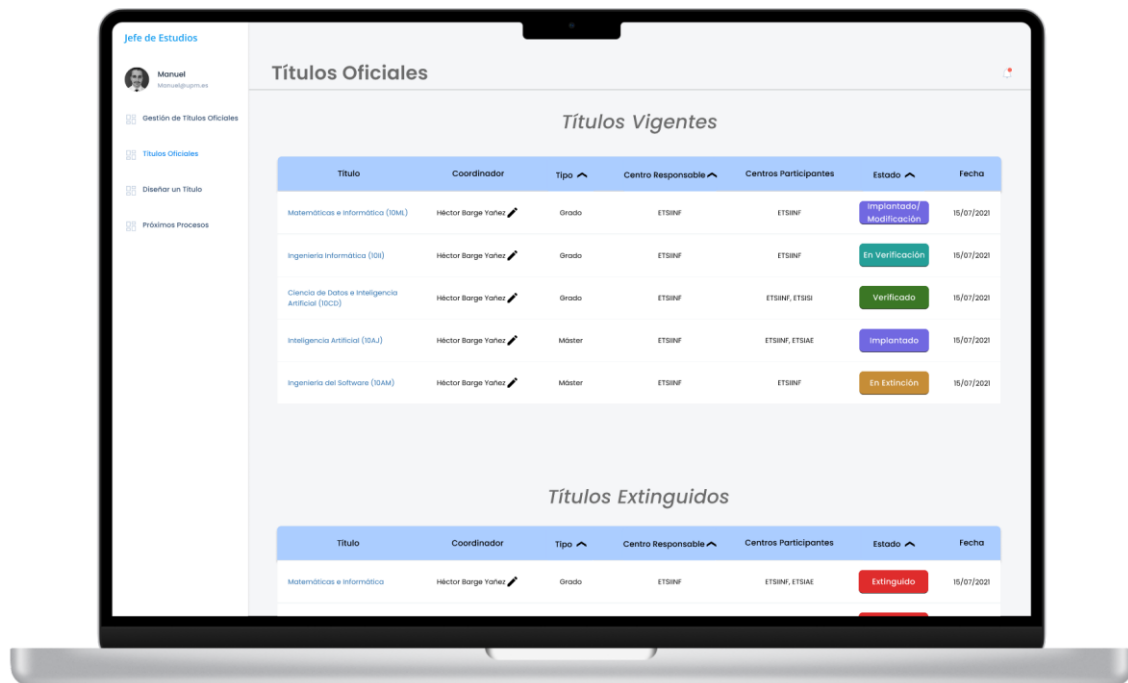 Jefe de Estudios
Manuel
Manuel@upm.es
Gestión de Títulos Oficiales
Títulos Oficiales
Diseñar un Título
Próximos Procesos
Títulos Oficiales
Títulos Vigentes
Título Coordinador Tipo Centro Responsable Centros Participantes Estado Fecha
Matemáticas e Informática (10ML) Héctor Barge Yañez Grado ETSIINF ETSIINF Implantado/
Modificación 15/07/2021
Ingeniería Informática (10II) Héctor Barge Yañez Grado ETSIINF ETSIINF En Verificación 15/07/2021
Ciencia de Datos e Inteligencia
Artificial (10CD) Héctor Barge Yañez Grado ETSIINF ETSIINF, ETSISI Verificado 15/07/2021
Inteligencia Artificial (10AJ) Héctor Barge Yañez Máster ETSIINF ETSIINF, ETSIAE Implantado 15/07/2021
Ingeniería del Software (10AM) Héctor Barge Yañez Máster ETSIINF ETSIINF En Extinción 15/07/2021
Títulos Extinguidos
Título Coordinador Tipo Centro Responsable Centros Participantes Estado Fecha
Matemáticas e Informática Héctor Barge Yañez Grado ETSIINF ETSIINF, ETSIAE Extinguido 15/07/2021